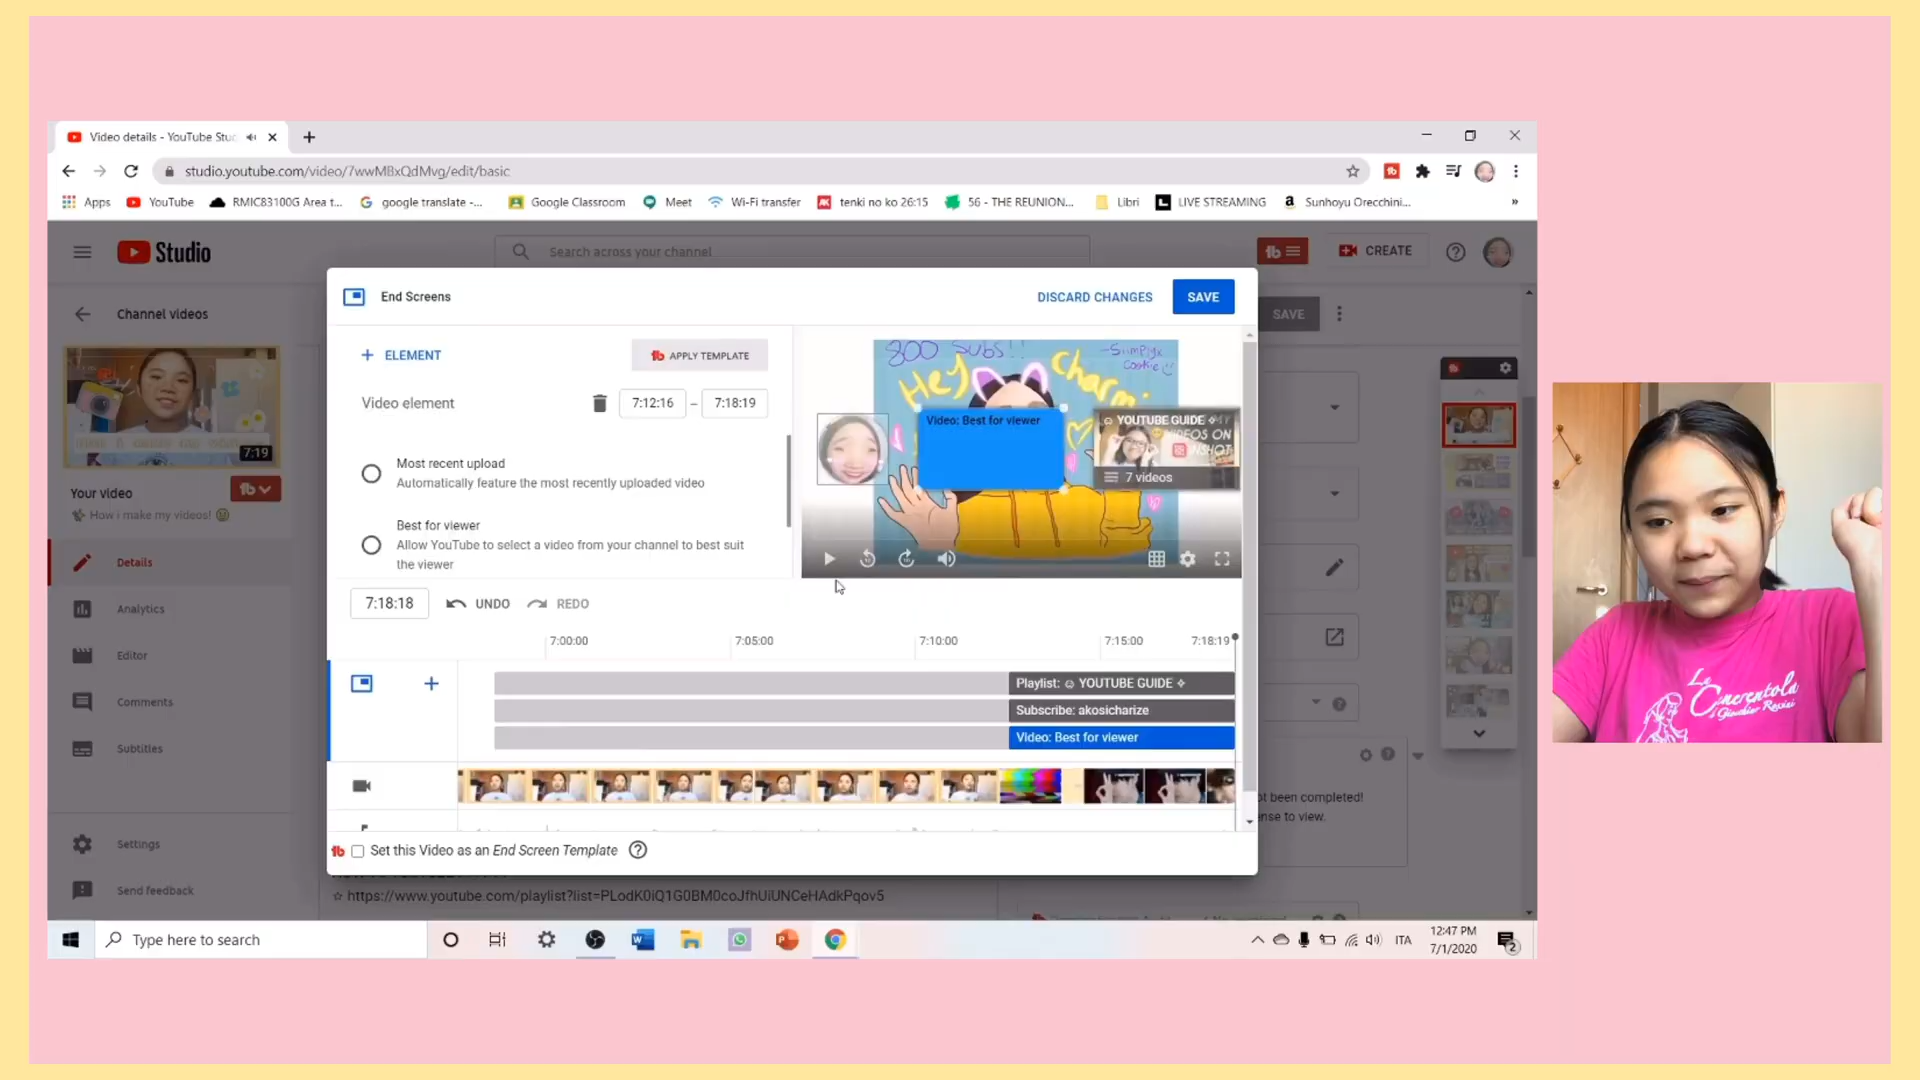 Video details - YouTube Stu
studio.youtube.com/video/7wwMBxQdMvg/edit/basic
Apps YouTube RMIC83100G Area t... google translate -... Google Classroom Meet Wi-Fi transfer tenki no ko 26:15 56 - THE REUNION... Libri LIVE STREAMING Sunhoyu Orecchini... »
Studio
Search across your channel
CREATE
Channel videos
7:19
Your video
How i make my videos!
Details
Analytics
Editor
Comments
Subtitles
Settings
Send feedback
End Screens
DISCARD CHANGES
SAVE
SAVE
+ ELEMENT
APPLY TEMPLATE
Video element
7:12:16 – 7:18:19
Most recent upload
Automatically feature the most recently uploaded video
Best for viewer
Allow YouTube to select a video from your channel to best suit
the viewer
300 SUBS!!
Hey
Video: Best for viewer
YOUTUBE GUIDE
VIDEOS ON
7 videos
7:18:18
UNDO
REDO
7:00:00
7:05:00
7:10:00
7:15:00
7:18:19
Playlist: ☺ YOUTUBE GUIDE ✧
Subscribe: akosicharize
Video: Best for viewer
Set this Video as an End Screen Template
been completed!
to view.
☆ https://www.youtube.com/playlist?list=PLodK0iQ1G0BM0coJfhUiUNCeHAdkPqov5
Type here to search
ITA
12:47 PM
7/1/2020
2
La
Cenerentola
Gioachino Rossini